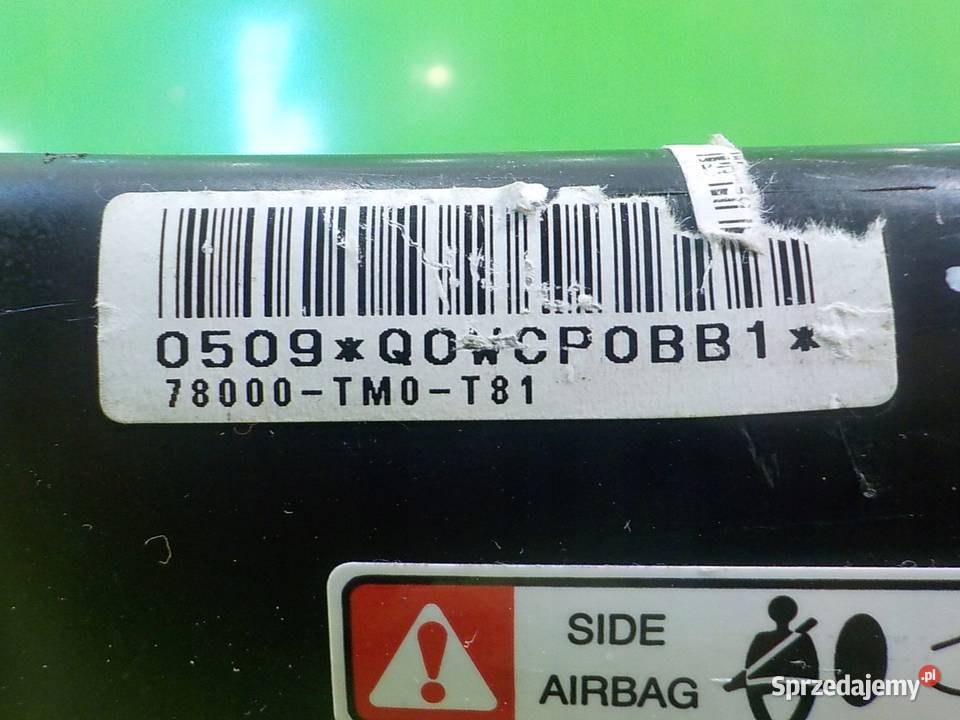 0509*Q0WCP0BB1*
78000-TM0-T81
SIDE
AIRBAG
Sprzedajemy.pl